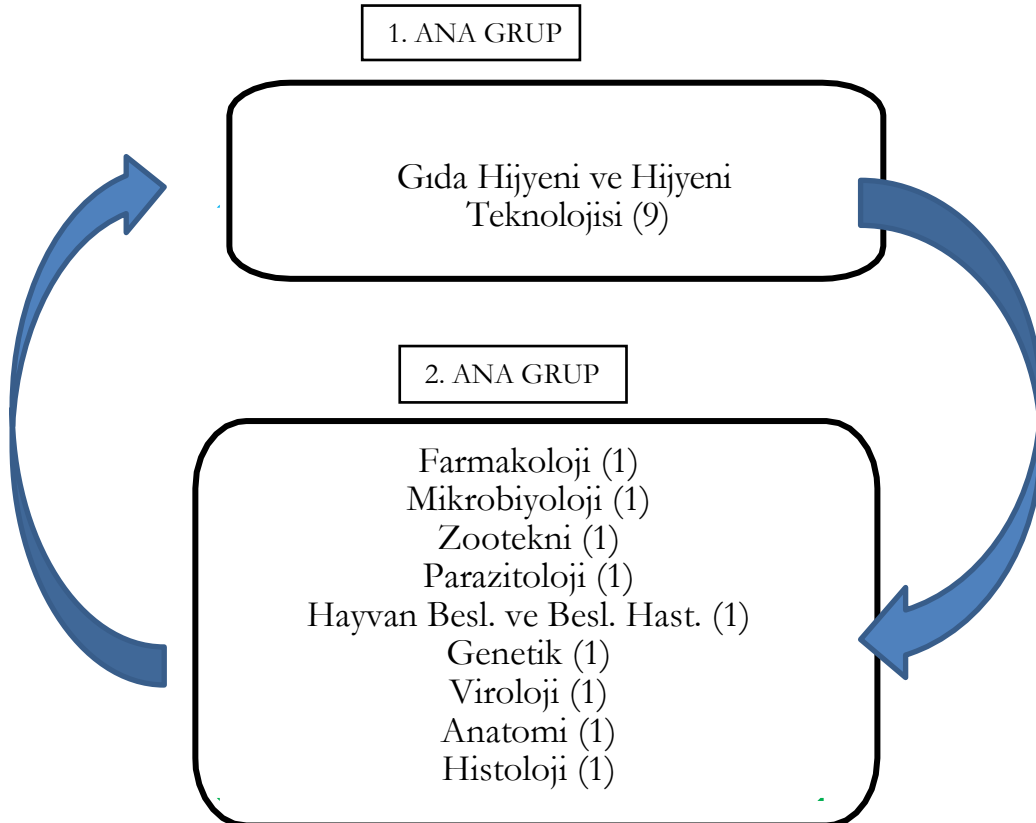 1. ANA GRUP
Gıda Hijyeni ve Hijyeni
Teknolojisi (9)
2. ANA GRUP
Farmakoloji (1)
Mikrobiyoloji (1)
Zootekni (1)
Parazitoloji (1)
Hayvan Besl. ve Besl. Hast. (1)
Genetik (1)
Viroloji (1)
Anatomi (1)
Histoloji (1)